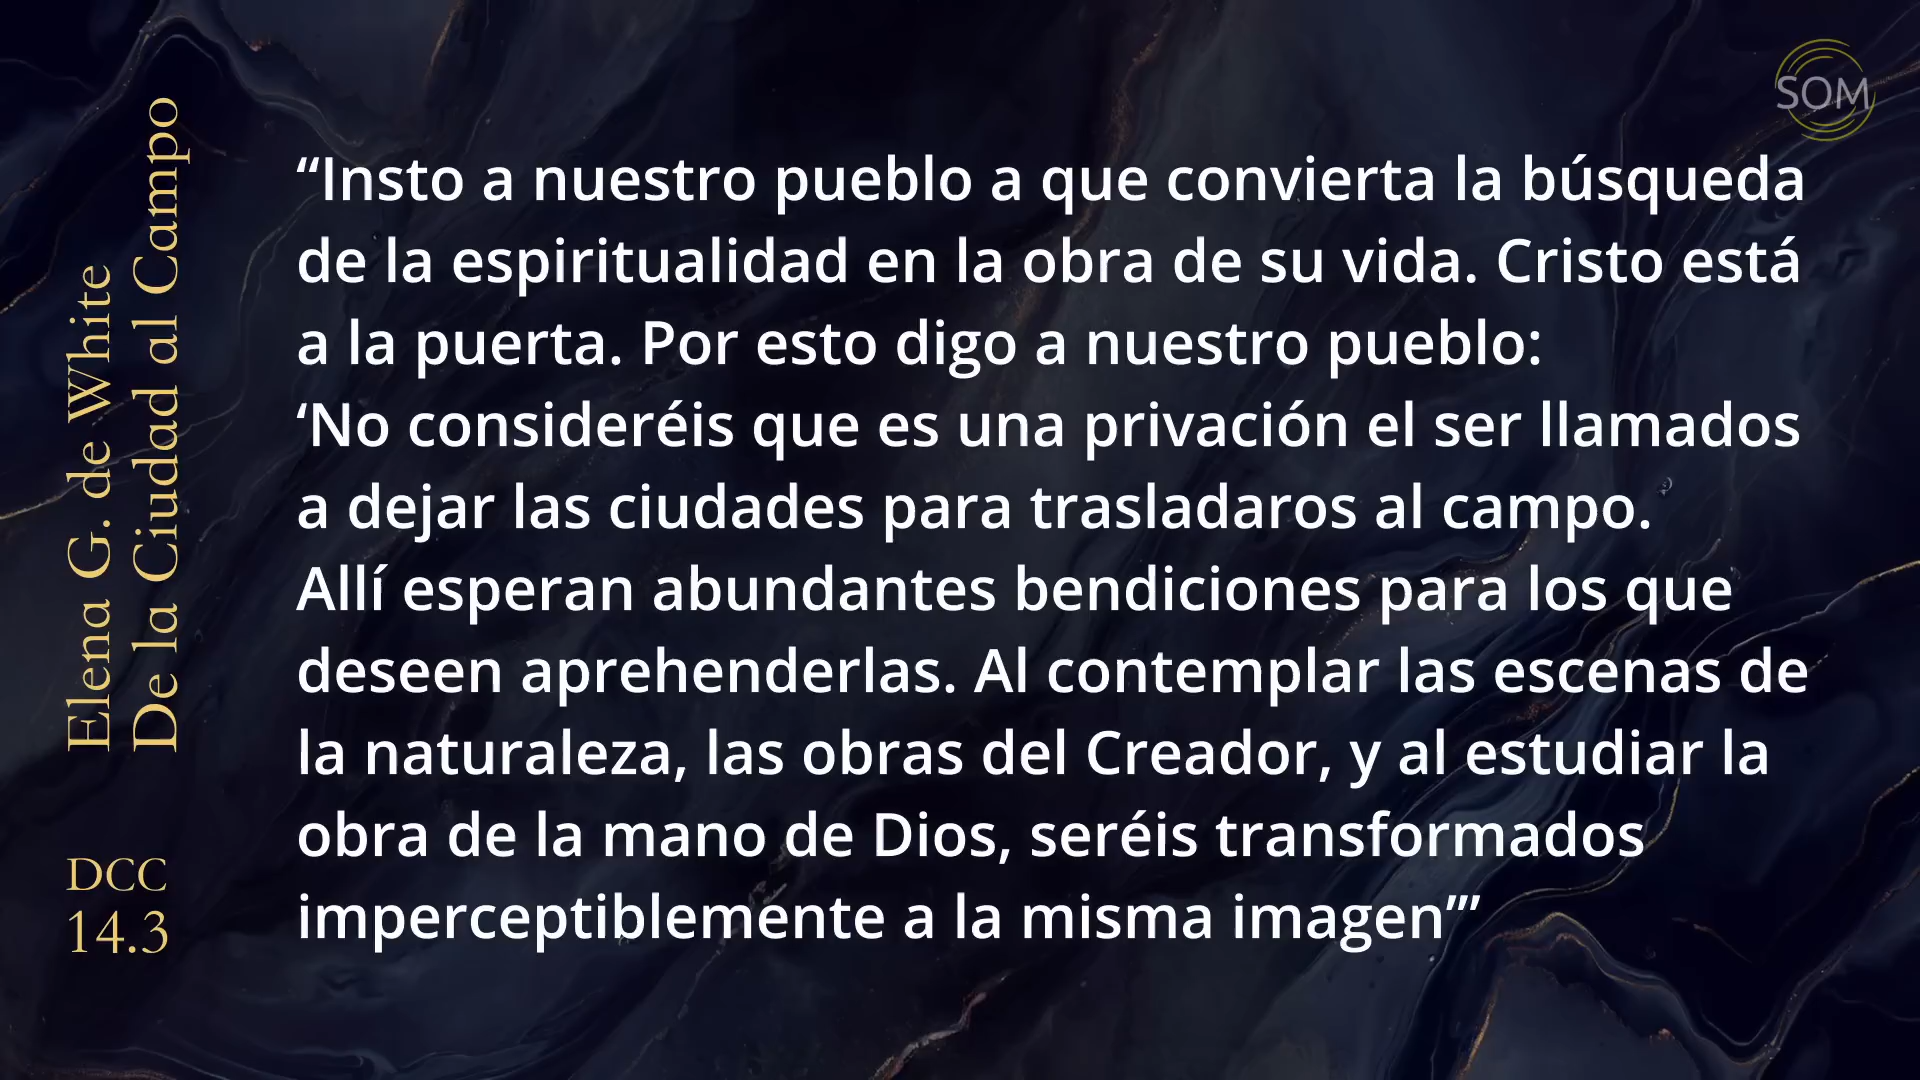 Elena G. de White
De la Ciudad al Campo
DCC
14.3
SOM
“Insto a nuestro pueblo a que convierta la búsqueda
de la espiritualidad en la obra de su vida. Cristo está
a la puerta. Por esto digo a nuestro pueblo:
‘No consideréis que es una privación el ser llamados
a dejar las ciudades para trasladaros al campo.
Allí esperan abundantes bendiciones para los que
deseen aprehenderlas. Al contemplar las escenas de
la naturaleza, las obras del Creador, y al estudiar la
obra de la mano de Dios, seréis transformados
imperceptiblemente a la misma imagen’”